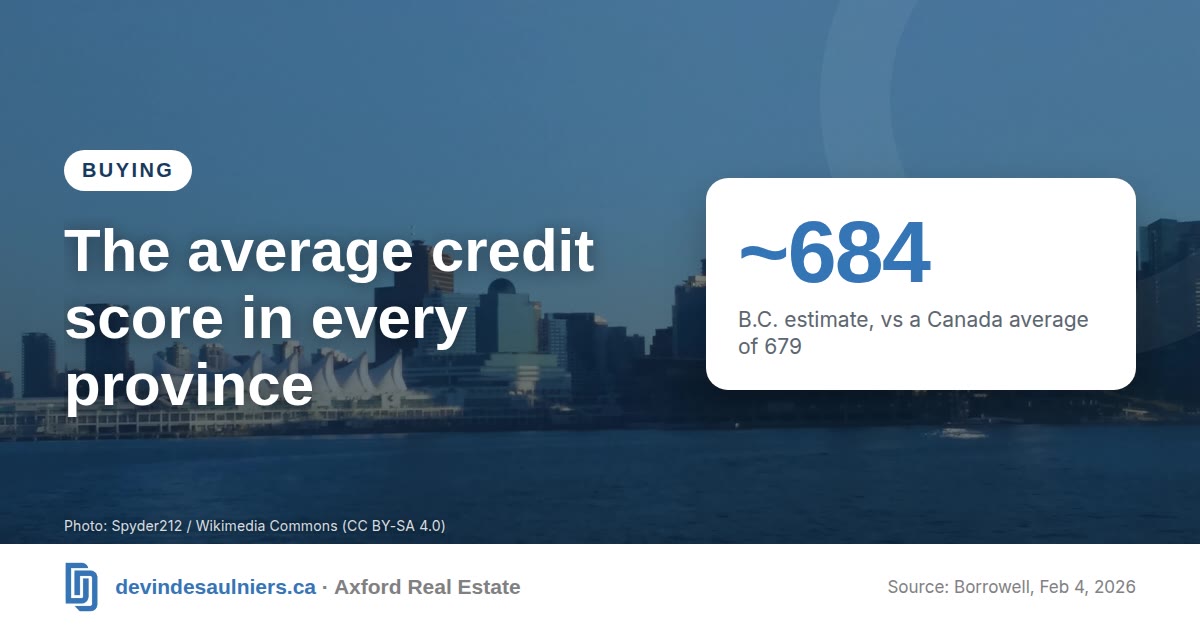 BUYING
The average credit
score in every
province
~684
B.C. estimate, vs a Canada average
of 679
Photo: Spyder212 / Wikimedia Commons (CC BY-SA 4.0)
devindesaulniers.ca · Axford Real Estate
Source: Borrowell, Feb 4, 2026